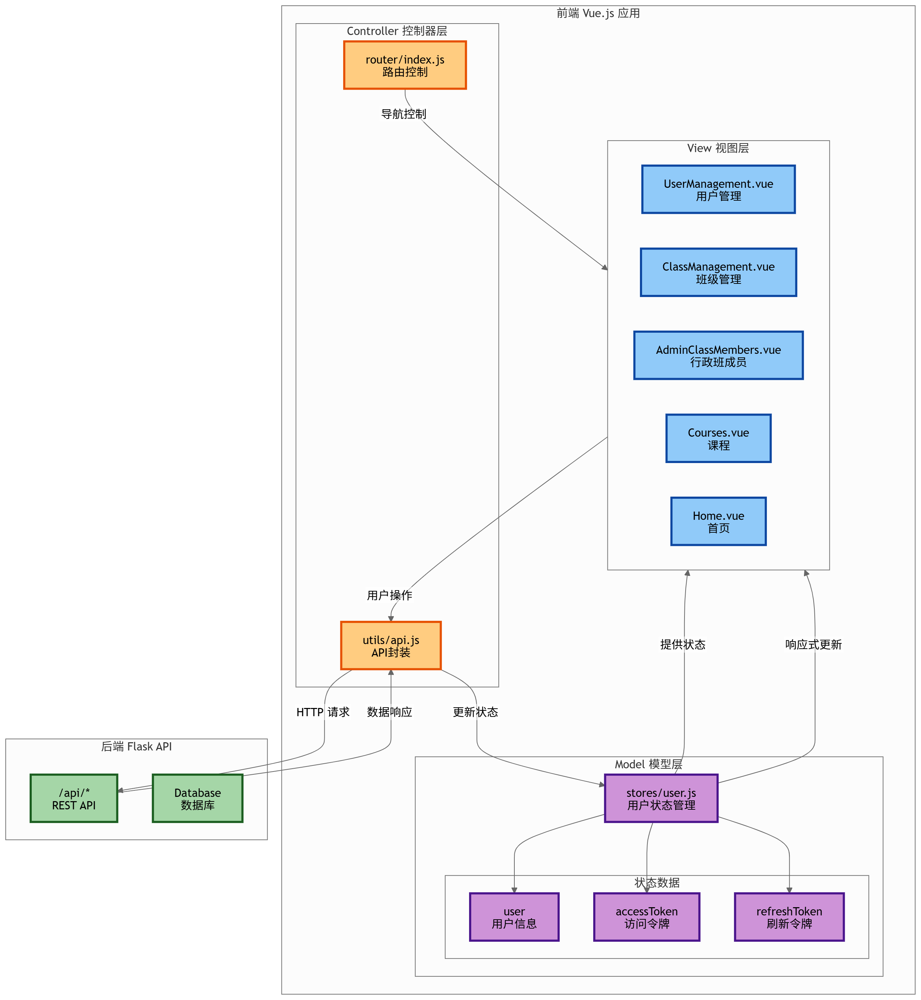 前端 Vue.js 应用
Controller 控制器层
router/index.js
路由控制
导航控制
View 视图层
UserManagement.vue
用户管理
ClassManagement.vue
班级管理
AdminClassMembers.vue
行政班成员
Courses.vue
课程
Home.vue
首页
用户操作
utils/api.js
API封装
提供状态
响应式更新
HTTP 请求
数据响应
更新状态
后端 Flask API
/api/*
REST API
Database
数据库
Model 模型层
stores/user.js
用户状态管理
状态数据
user
用户信息
accessToken
访问令牌
refreshToken
刷新令牌